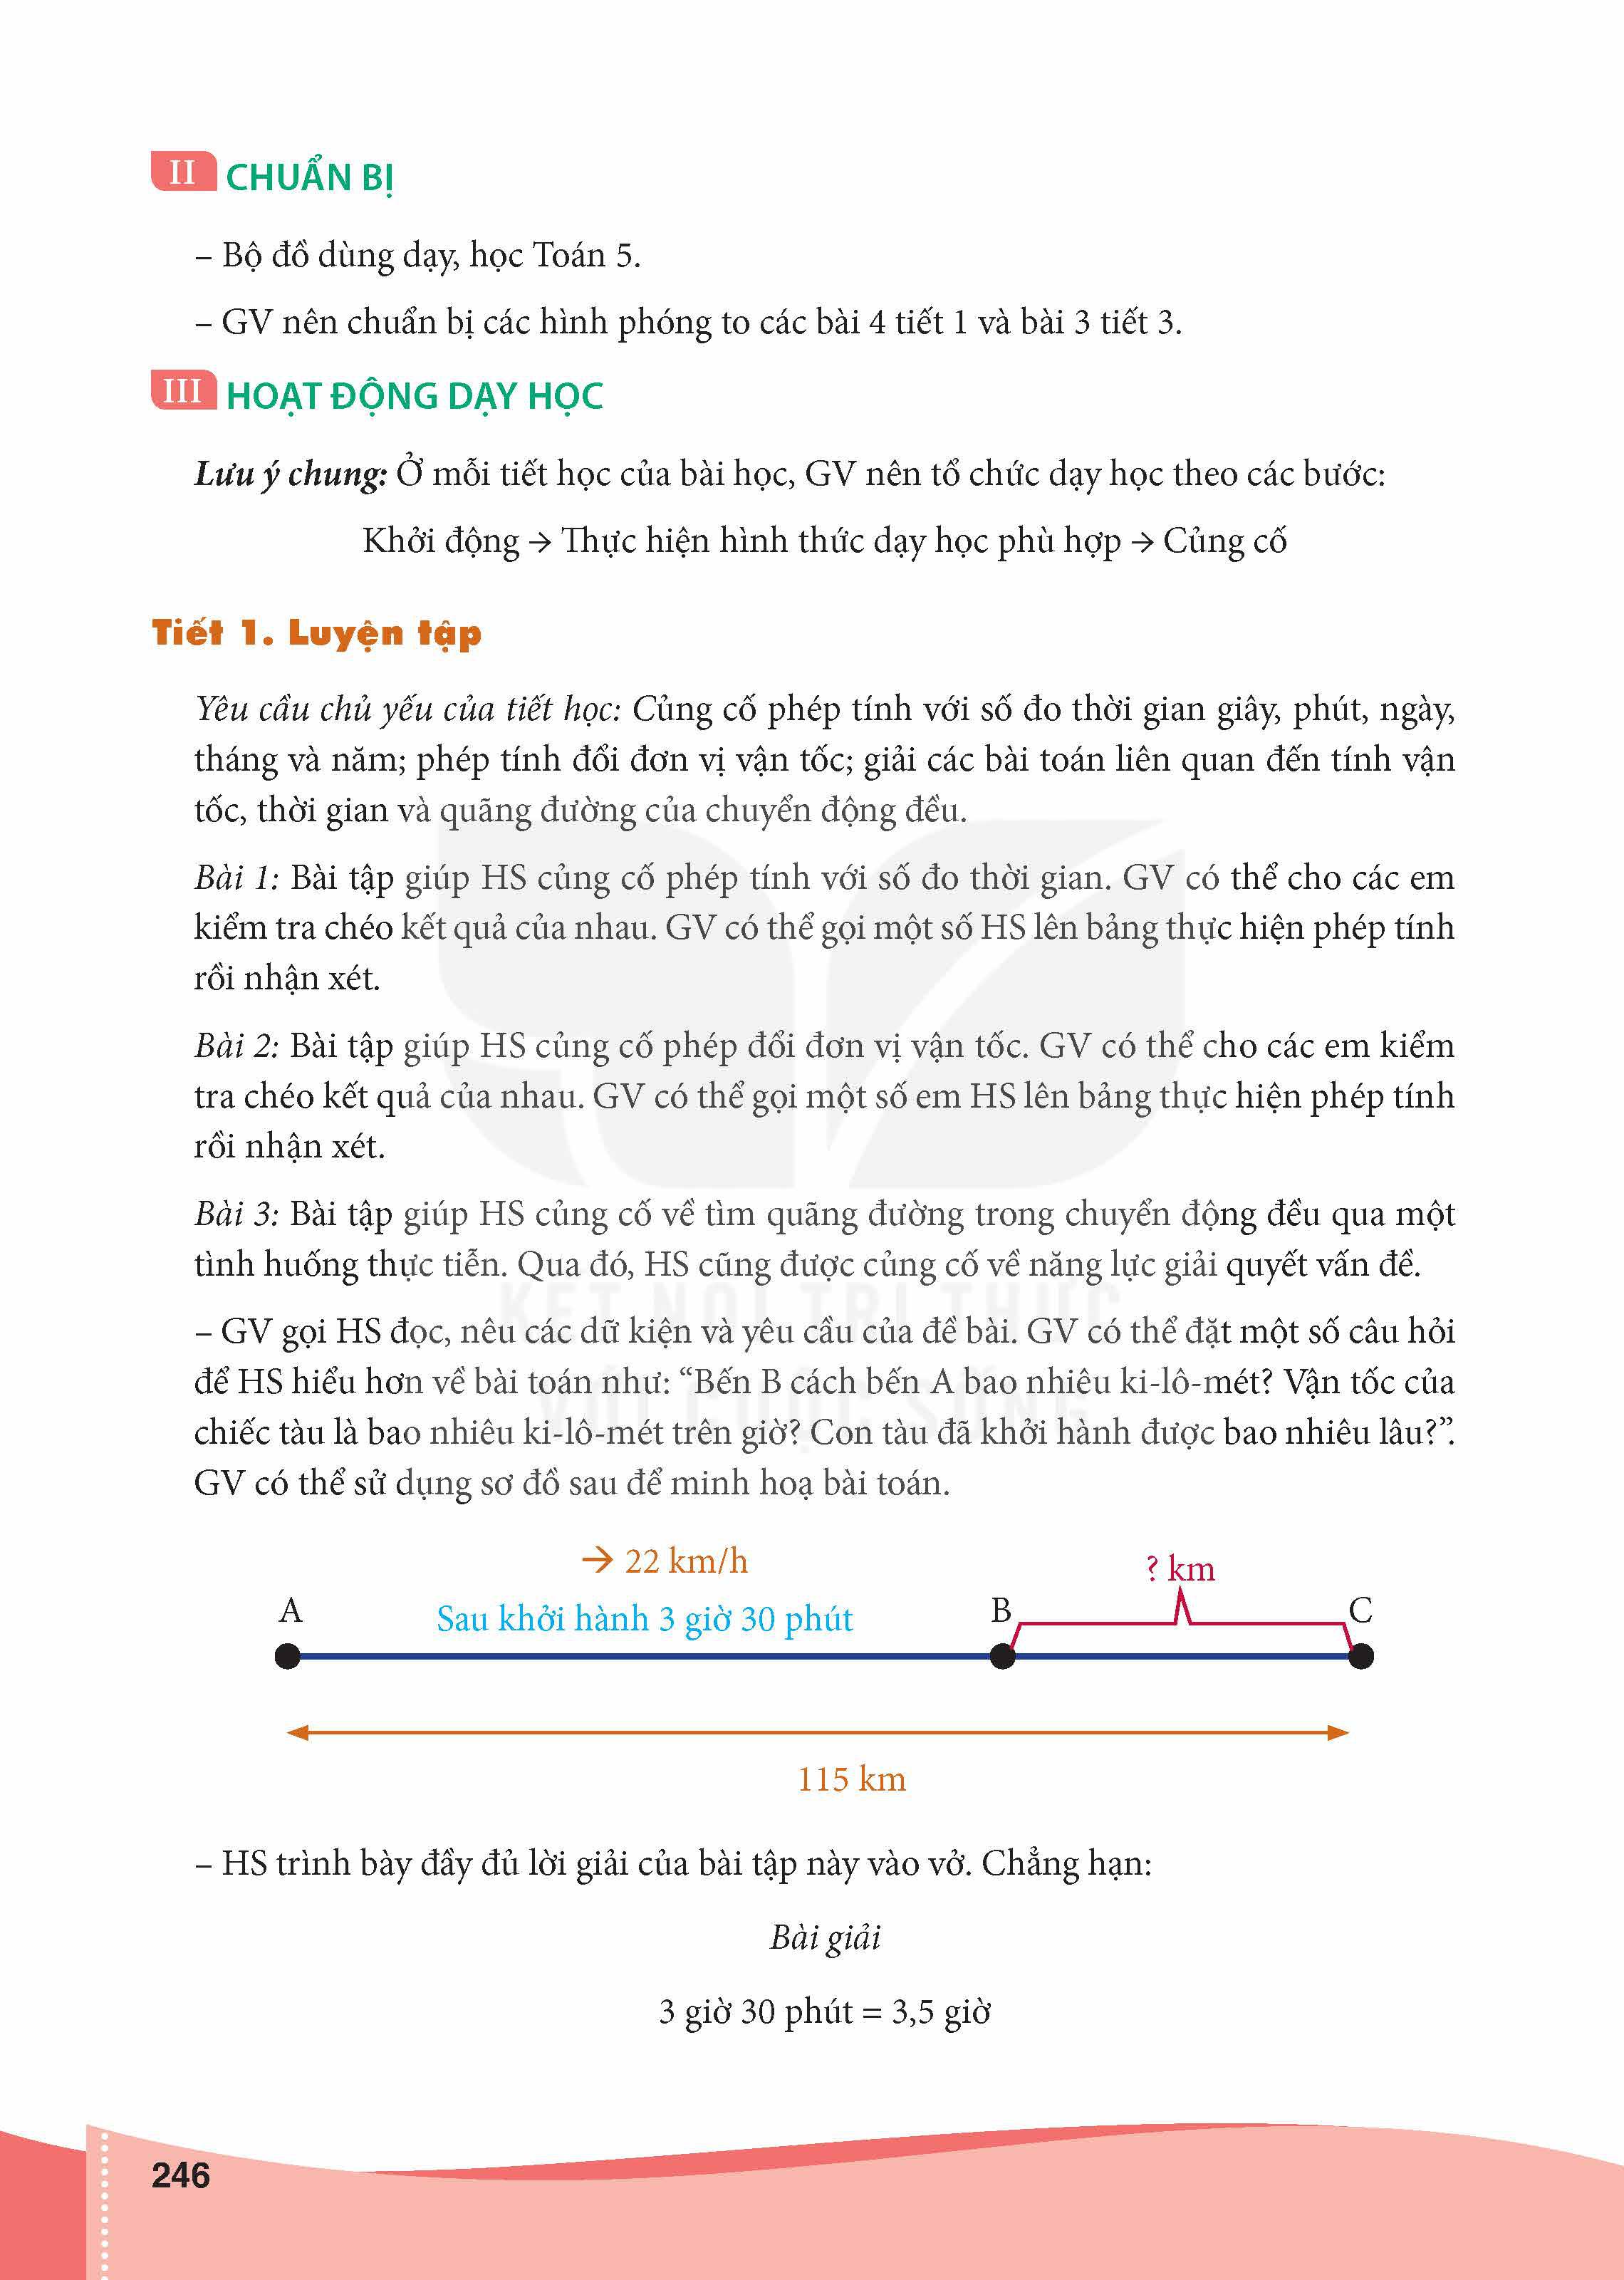 II CHUẨN BỊ
– Bộ đồ dùng dạy, học Toán 5.
– GV nên chuẩn bị các hình phóng to các bài 4 tiết 1 và bài 3 tiết 3.
III HOẠT ĐỘNG DẠY HỌC
Lưu ý chung: Ở mỗi tiết học của bài học, GV nên tổ chức dạy học theo các bước:
Khởi động → Thực hiện hình thức dạy học phù hợp → Củng cố
Tiết 1. Luyện tập
Yêu cầu chủ yếu của tiết học: Củng cố phép tính với số đo thời gian giây, phút, ngày,
tháng và năm; phép tính đổi đơn vị vận tốc; giải các bài toán liên quan đến tính vận
tốc, thời gian và quãng đường của chuyển động đều.
Bài 1: Bài tập giúp HS củng cố phép tính với số đo thời gian. GV có thể cho các em
kiểm tra chéo kết quả của nhau. GV có thể gọi một số HS lên bảng thực hiện phép tính
rồi nhận xét.
Bài 2: Bài tập giúp HS củng cố phép đổi đơn vị vận tốc. GV có thể cho các em kiểm
tra chéo kết quả của nhau. GV có thể gọi một số em HS lên bảng thực hiện phép tính
rồi nhận xét.
Bài 3: Bài tập giúp HS củng cố về tìm quãng đường trong chuyển động đều qua một
tình huống thực tiễn. Qua đó, HS cũng được củng cố về năng lực giải quyết vấn đề.
KẾT NỐI TRI THỨC
– GV gọi HS đọc, nêu các dữ kiện và yêu cầu của đề bài. GV có thể đặt một số câu hỏi
để HS hiểu hơn về bài toán như: “Bến B cách bến A bao nhiêu ki-lô-mét? Vận tốc của
VỚI CUỘC SỐNG
chiếc tàu là bao nhiêu ki-lô-mét trên giờ? Con tàu đã khởi hành được bao nhiêu lâu?”.
GV có thể sử dụng sơ đồ sau để minh hoạ bài toán.
→ 22 km/h
? km
A
Sau khởi hành 3 giờ 30 phút
B
C
115 km
– HS trình bày đầy đủ lời giải của bài tập này vào vở. Chẳng hạn:
Bài giải
3 giờ 30 phút = 3,5 giờ
246